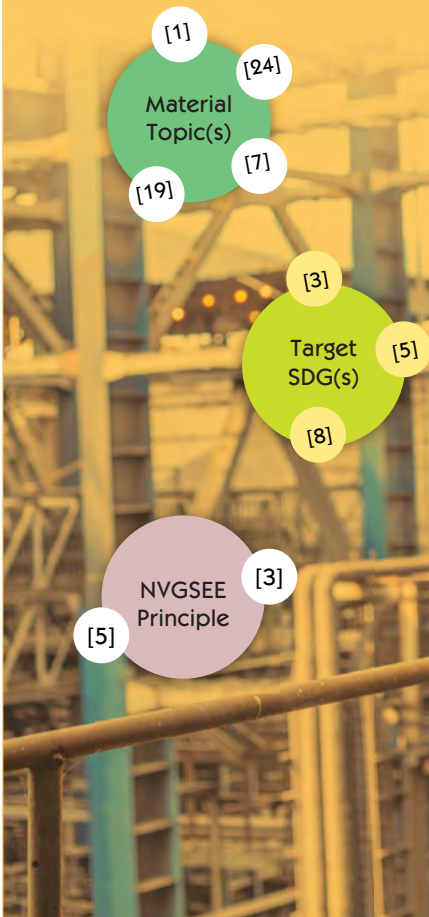 [1]
[24]
Material
Topic(s)
[7]
[19]
[3]
Target
SDG(s)
[5]
[8]
NVGSEE
Principle
[3]
[5]